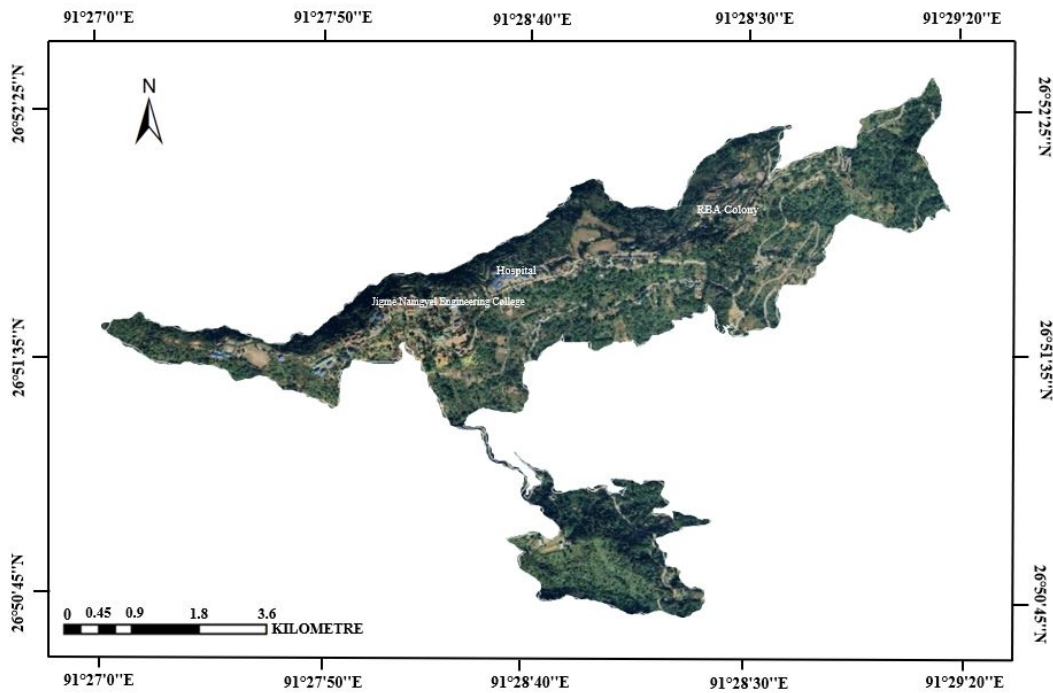 91°27'0"E 91°27'50"E 91°28'40"E 91°28'30"E 91°29'20"E
N
26°52'25"N 26°52'25"N
RBA Colony
Hospital
Jigme Namgyel Engineering College
26°51'35"N 26°51'35"N
26°50'45"N 26°50'45"N
0 0.45 0.9 1.8 3.6
KILOMETRE
91°27'0"E 91°27'50"E 91°28'40"E 91°28'30"E 91°29'20"E